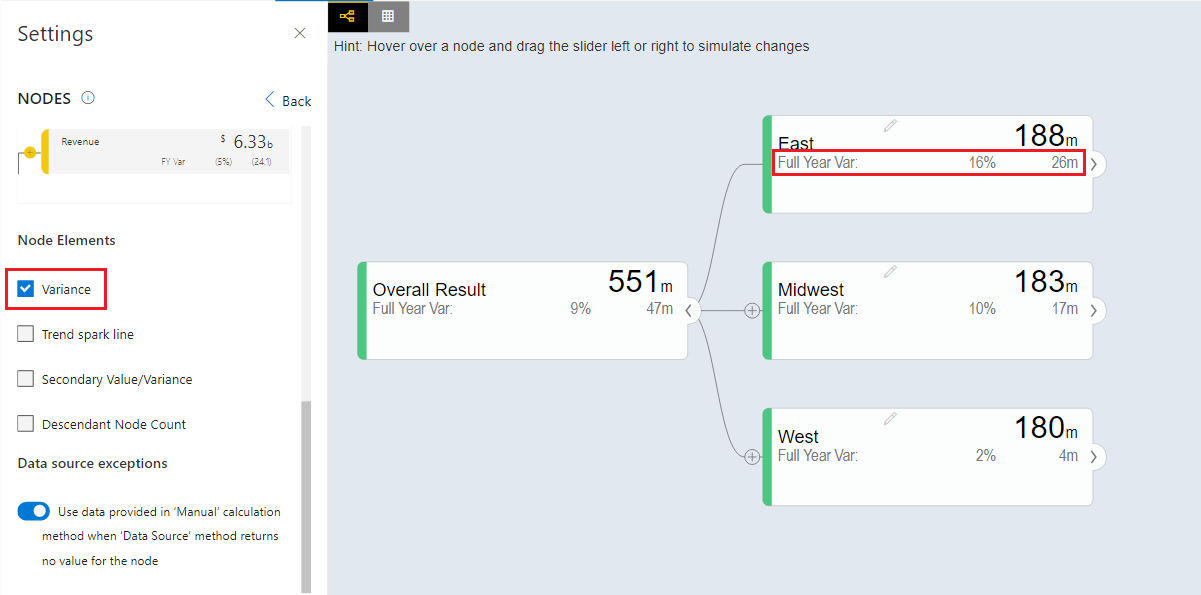 Settings
NODES
Back
Revenue $ 6.33b
FY Var (5%) (24.1)
Node Elements
Variance
Trend spark line
Secondary Value/Variance
Descendant Node Count
Data source exceptions
Use data provided in 'Manual' calculation
method when 'Data Source' method returns
no value for the node
Hint: Hover over a node and drag the slider left or right to simulate changes
Overall Result 551m
Full Year Var: 9% 47m
East 188m
Full Year Var: 16% 26m
Midwest 183m
Full Year Var: 10% 17m
West 180m
Full Year Var: 2% 4m